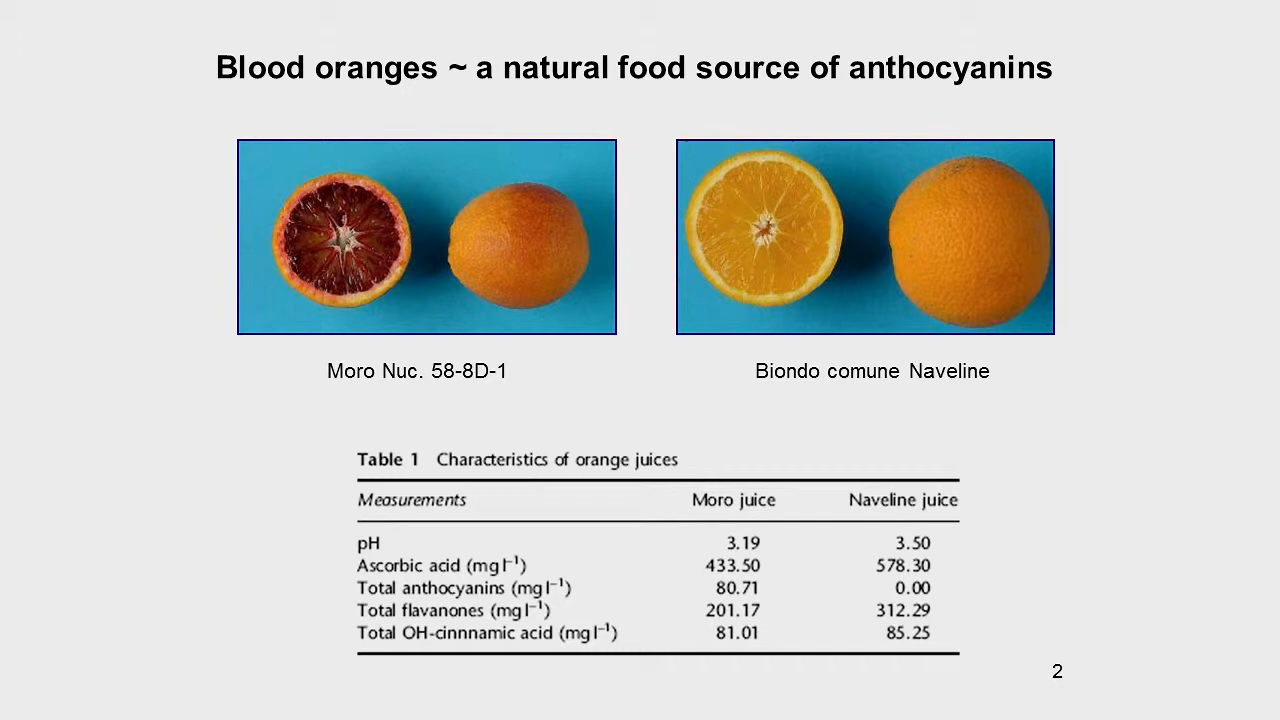 Blood oranges ~ a natural food source of anthocyanins
Moro Nuc. 58-8D-1
Biondo comune Naveline
Table 1 Characteristics of orange juices
Measurements Moro juice Naveline juice
pH 3.19 3.50
Ascorbic acid (mg l⁻¹) 433.50 578.30
Total anthocyanins (mg l⁻¹) 80.71 0.00
Total flavanones (mg l⁻¹) 201.17 312.29
Total OH-cinnnamic acid (mg l⁻¹) 81.01 85.25
2